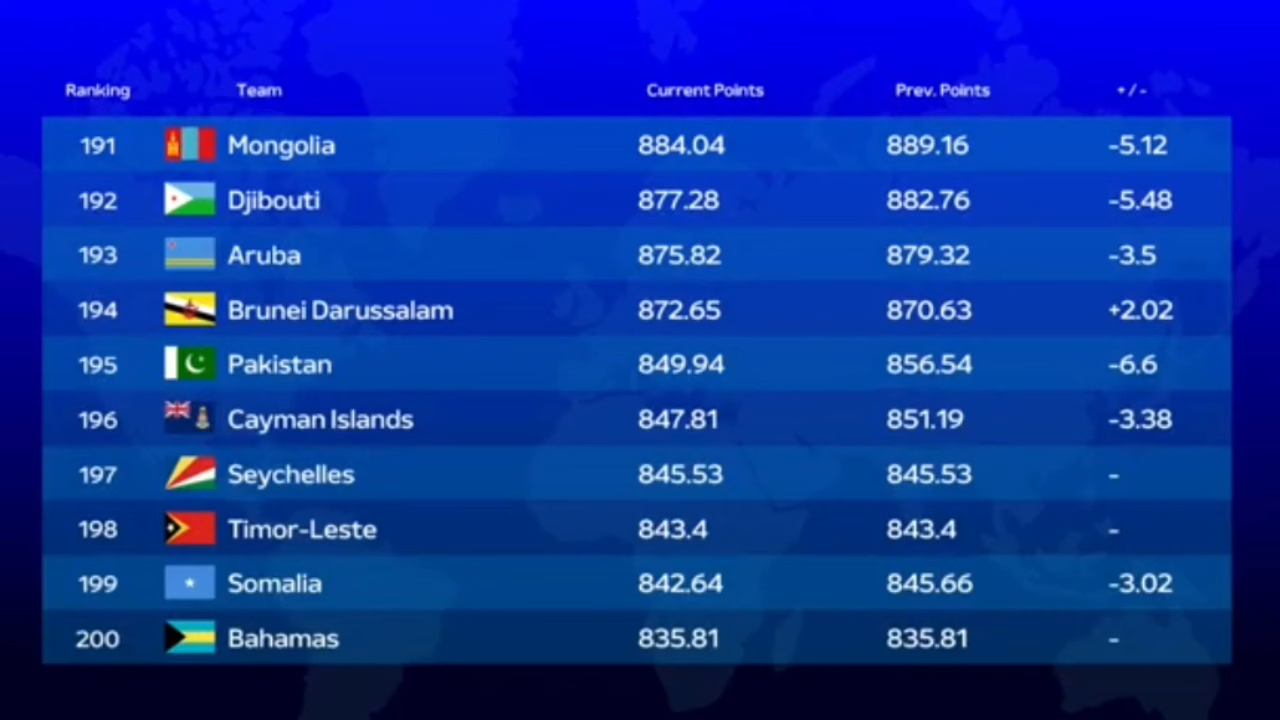 Ranking Team Current Points Prev. Points +/-
191 Mongolia 884.04 889.16 -5.12
192 Djibouti 877.28 882.76 -5.48
193 Aruba 875.82 879.32 -3.5
194 Brunei Darussalam 872.65 870.63 +2.02
195 Pakistan 849.94 856.54 -6.6
196 Cayman Islands 847.81 851.19 -3.38
197 Seychelles 845.53 845.53 -
198 Timor-Leste 843.4 843.4 -
199 Somalia 842.64 845.66 -3.02
200 Bahamas 835.81 835.81 -